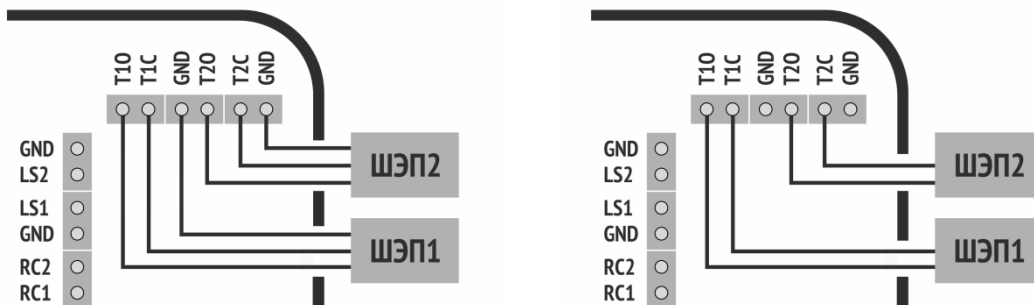 T1O T1C GND T2O T2C GND
GND
LS2
LS1
GND
RC2
RC1
ШЭП2
ШЭП1
T1O T1C GND T2O T2C GND
GND
LS2
LS1
GND
RC2
RC1
ШЭП2
ШЭП1